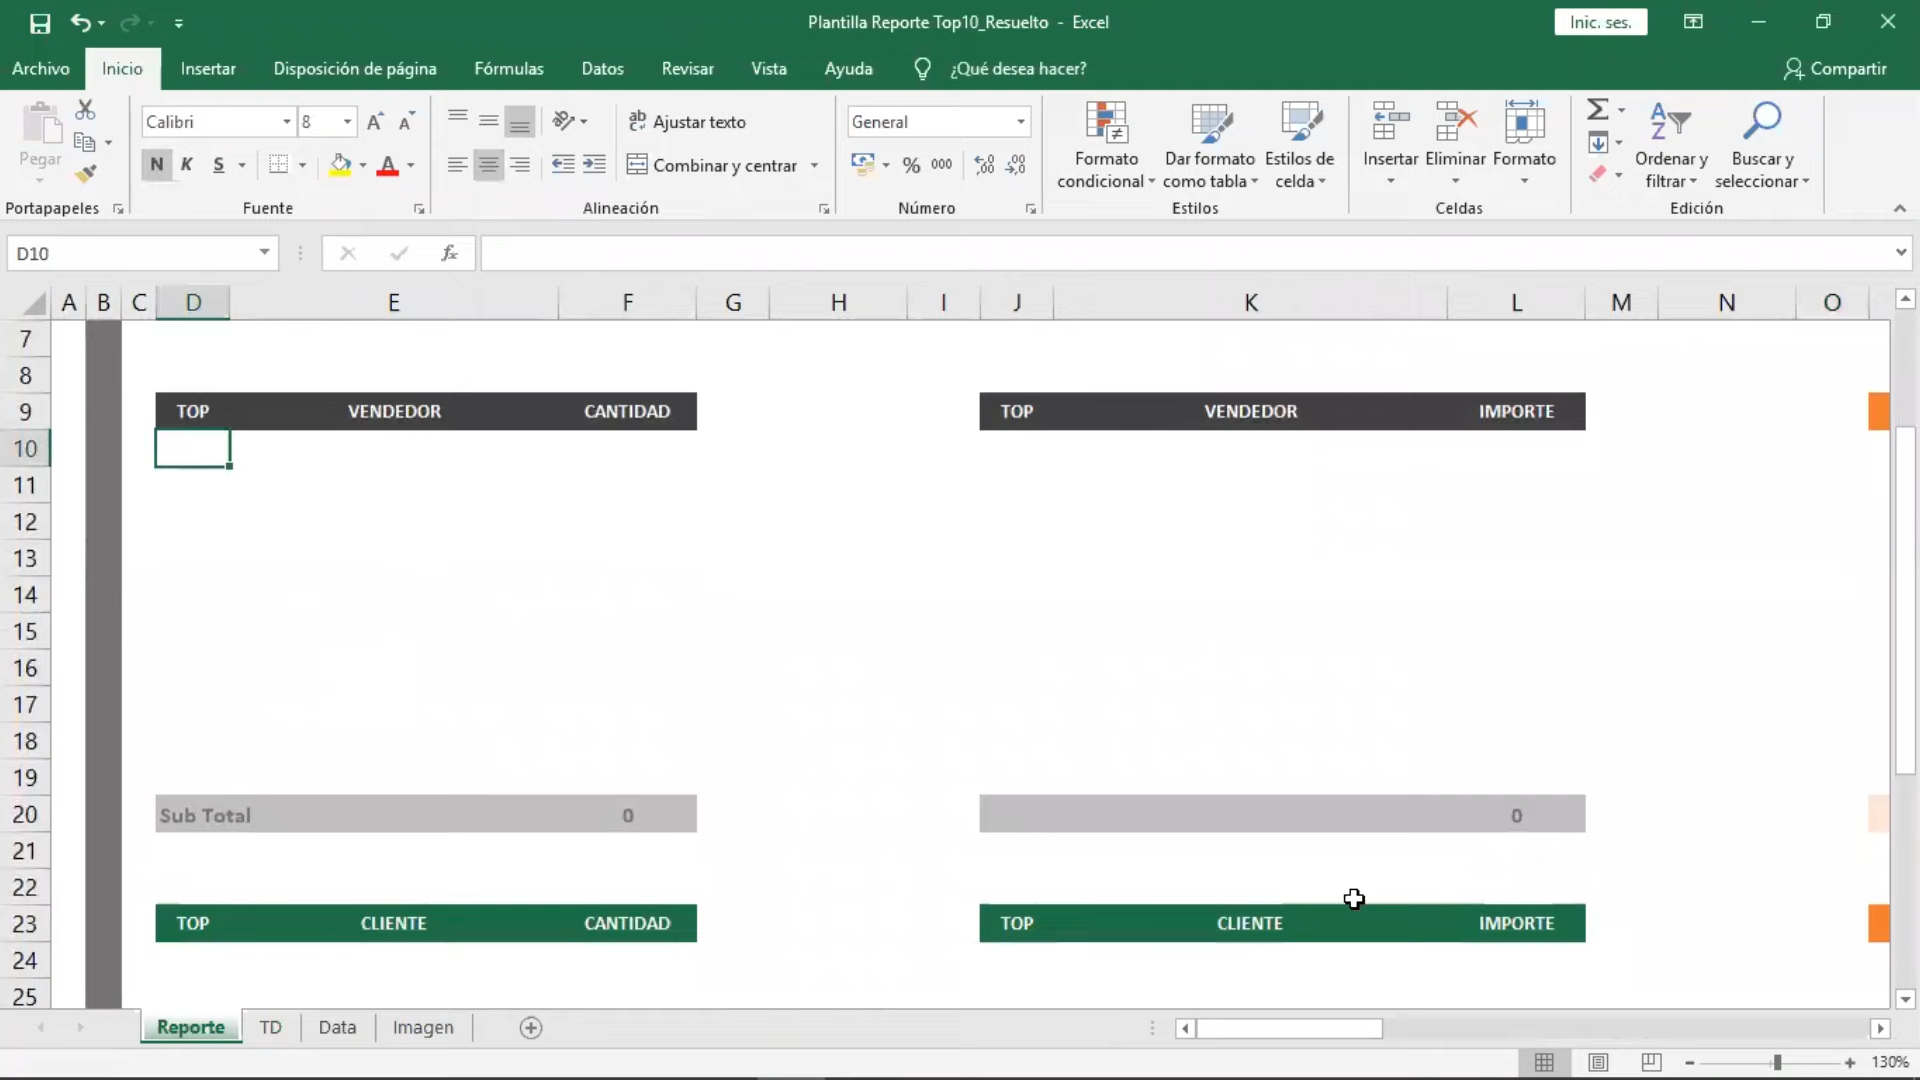 Plantilla Reporte Top10_Resuelto - Excel
Inic. ses.
Archivo Inicio Insertar Disposición de página Fórmulas Datos Revisar Vista Ayuda ¿Qué desea hacer? Compartir
Pegar
Calibri 8
N K S A
ab Ajustar texto
Combinar y centrar
General
% 000
Formato condicional
Dar formato como tabla
Estilos de celda
Insertar Eliminar Formato
Ordenar y filtrar
Buscar y seleccionar
Portapapeles Fuente Alineación Número Estilos Celdas Edición
D10 fx
A B C D E F G H I J K L M N O
7
8
9 TOP VENDEDOR CANTIDAD TOP VENDEDOR IMPORTE
10
11
12
13
14
15
16
17
18
19
20 Sub Total 0 0
21
22
23 TOP CLIENTE CANTIDAD TOP CLIENTE IMPORTE
24
25
Reporte TD Data Imagen
130%